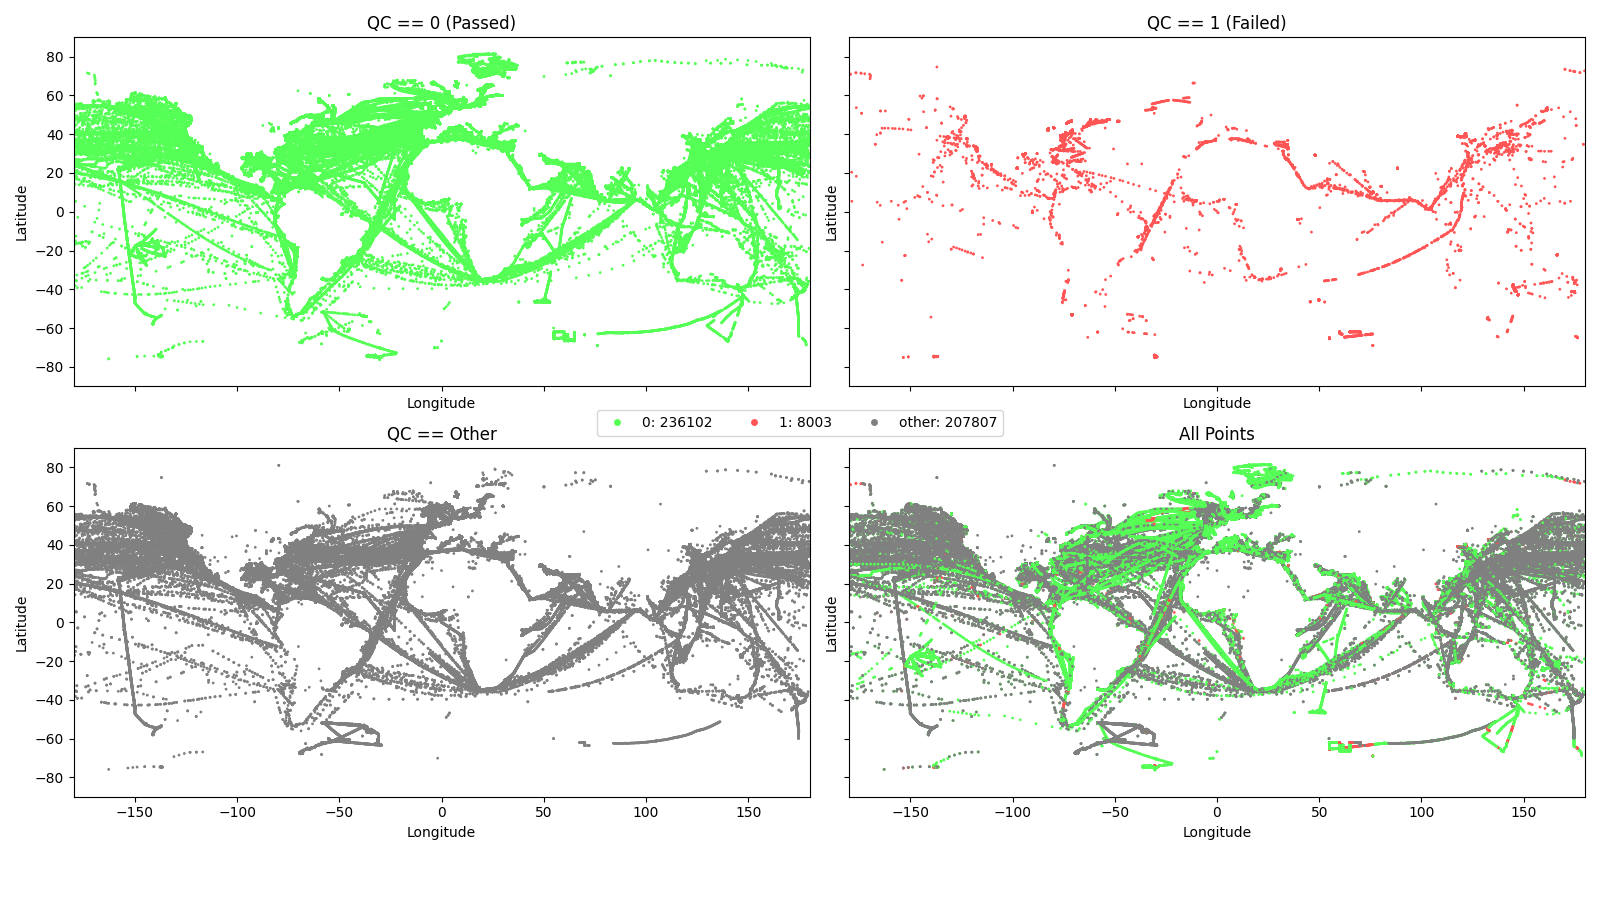 QC == 0 (Passed)
QC == 1 (Failed)
80
60
40
20
0
−20
−40
−60
−80
Latitude
Latitude
Longitude
Longitude
0: 236102 1: 8003 other: 207807
QC == Other
All Points
80
60
40
20
0
−20
−40
−60
−80
Latitude
Latitude
−150 −100 −50 0 50 100 150
−150 −100 −50 0 50 100 150
Longitude
Longitude